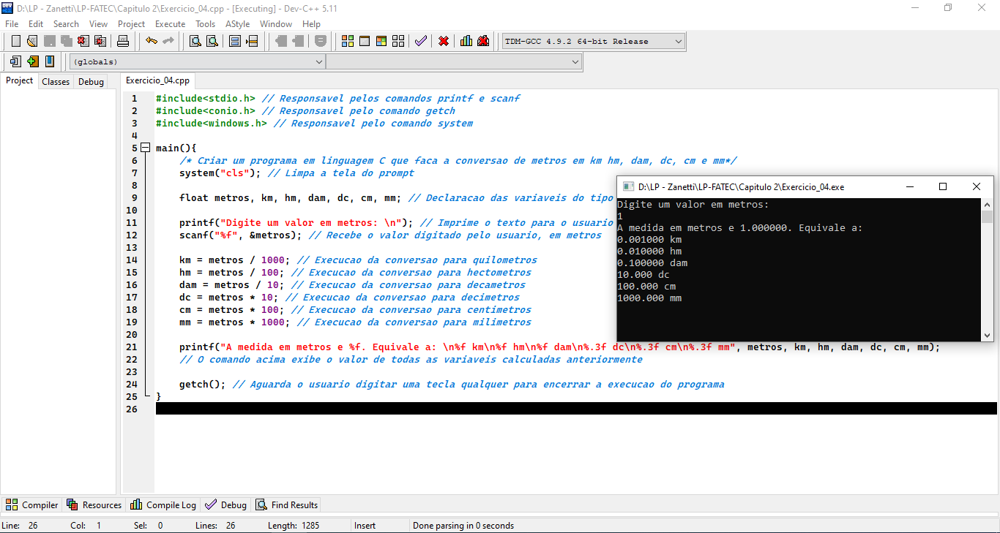 D:\LP - Zanetti\LP-FATEC\Capitulo 2\Exercicio_04.cpp - [Executing] - Dev-C++ 5.11
File Edit Search View Project Execute Tools AStyle Window Help
TDM-GCC 4.9.2 64-bit Release
(globals)
Project Classes Debug
Exercicio_04.cpp
1 #include<stdio.h> // Responsavel pelos comandos printf e scanf
2 #include<conio.h> // Responsavel pelo comando getch
3 #include<windows.h> // Responsavel pelo comando system
4
5 main(){
6 /* Criar um programa em linguagem C que faca a conversao de metros em km hm, dam, dc, cm e mm*/
7 system("cls"); // Limpa a tela do prompt
8
9 float metros, km, hm, dam, dc, cm, mm; // Declaracao das variaveis do tipo
10
11 printf("Digite um valor em metros: \n"); // Imprime o texto para o usuario
12 scanf("%f", &metros); // Recebe o valor digitado pelo usuario, em metros
13
14 km = metros / 1000; // Execucao da conversao para quilometros
15 hm = metros / 100; // Execucao da conversao para hectometros
16 dam = metros / 10; // Execucao da conversao para decametros
17 dc = metros * 10; // Execucao da conversao para decimetros
18 cm = metros * 100; // Execucao da conversao para centimetros
19 mm = metros * 1000; // Execucao da conversao para milimetros
20
21 printf("A medida em metros e %f. Equivale a: \n%f km\n%f hm\n%f dam\n%.3f dc\n%.3f cm\n%.3f mm", metros, km, hm, dam, dc, cm, mm);
22 // O comando acima exibe o valor de todas as variaveis calculadas anteriormente
23
24 getch(); // Aguarda o usuario digitar uma tecla qualquer para encerrar a execucao do programa
25 }
26
D:\LP - Zanetti\LP-FATEC\Capitulo 2\Exercicio_04.exe
Digite um valor em metros:
1
A medida em metros e 1.000000. Equivale a:
0.001000 km
0.010000 hm
0.100000 dam
10.000 dc
100.000 cm
1000.000 mm
Compiler Resources Compile Log Debug Find Results
Line: 26 Col: 1 Sel: 0 Lines: 26 Length: 1285 Insert Done parsing in 0 seconds